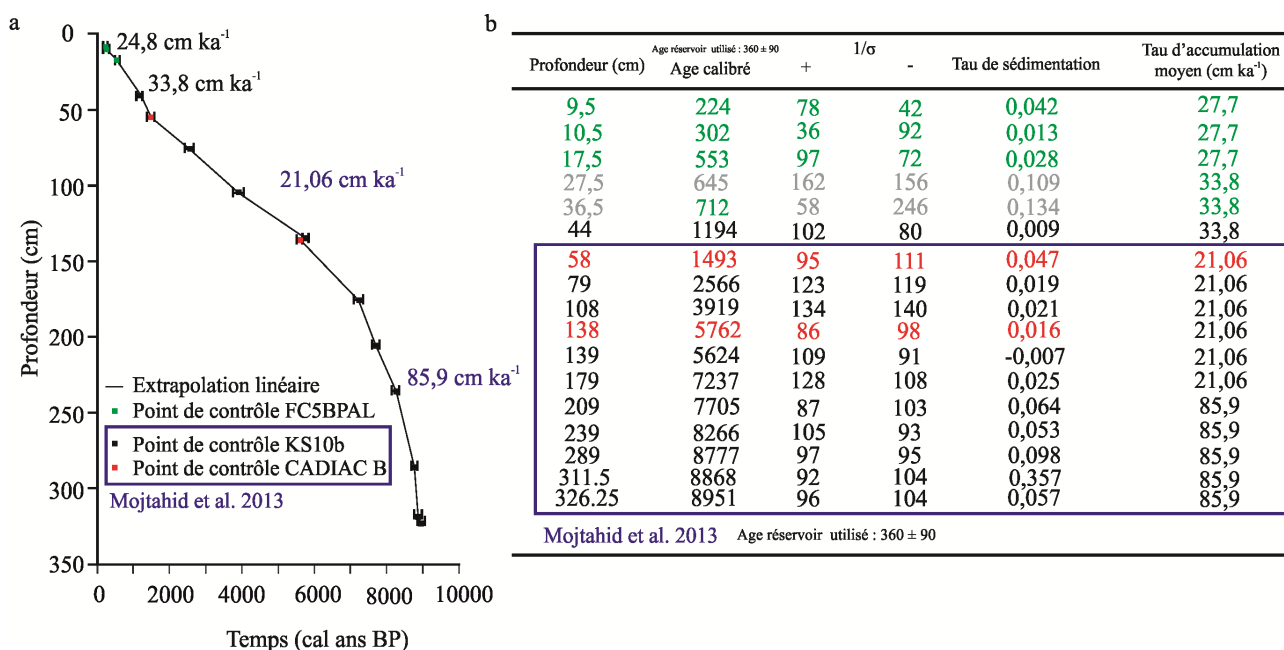 a
0
50
100
150
200
250
300
350
Profondeur (cm)
24,8 cm ka⁻¹
33,8 cm ka⁻¹
21,06 cm ka⁻¹
85,9 cm ka⁻¹
— Extrapolation linéaire
Point de contrôle FC5BPAL
Point de contrôle KS10b
Point de contrôle CADIAC B
Mojtahid et al. 2013
0 2000 4000 6000 8000 10000
Temps (cal ans BP)
b
Age réservoir utilisé : 360 ± 90 1/σ Tau d’accumulation
Profondeur (cm) Age calibré + - Tau de sédimentation moyen (cm ka⁻¹)
9,5 224 78 42 0,042 27,7
10,5 302 36 92 0,013 27,7
17,5 553 97 72 0,028 27,7
27,5 645 162 156 0,109 33,8
36,5 712 58 246 0,134 33,8
44 1194 102 80 0,009 33,8
58 1493 95 111 0,047 21,06
79 2566 123 119 0,019 21,06
108 3919 134 140 0,021 21,06
138 5762 86 98 0,016 21,06
139 5624 109 91 -0,007 21,06
179 7237 128 108 0,025 21,06
209 7705 87 103 0,064 85,9
239 8266 105 93 0,053 85,9
289 8777 97 95 0,098 85,9
311.5 8868 92 104 0,357 85,9
326.25 8951 96 104 0,057 85,9
Mojtahid et al. 2013 Age réservoir utilisé : 360 ± 90